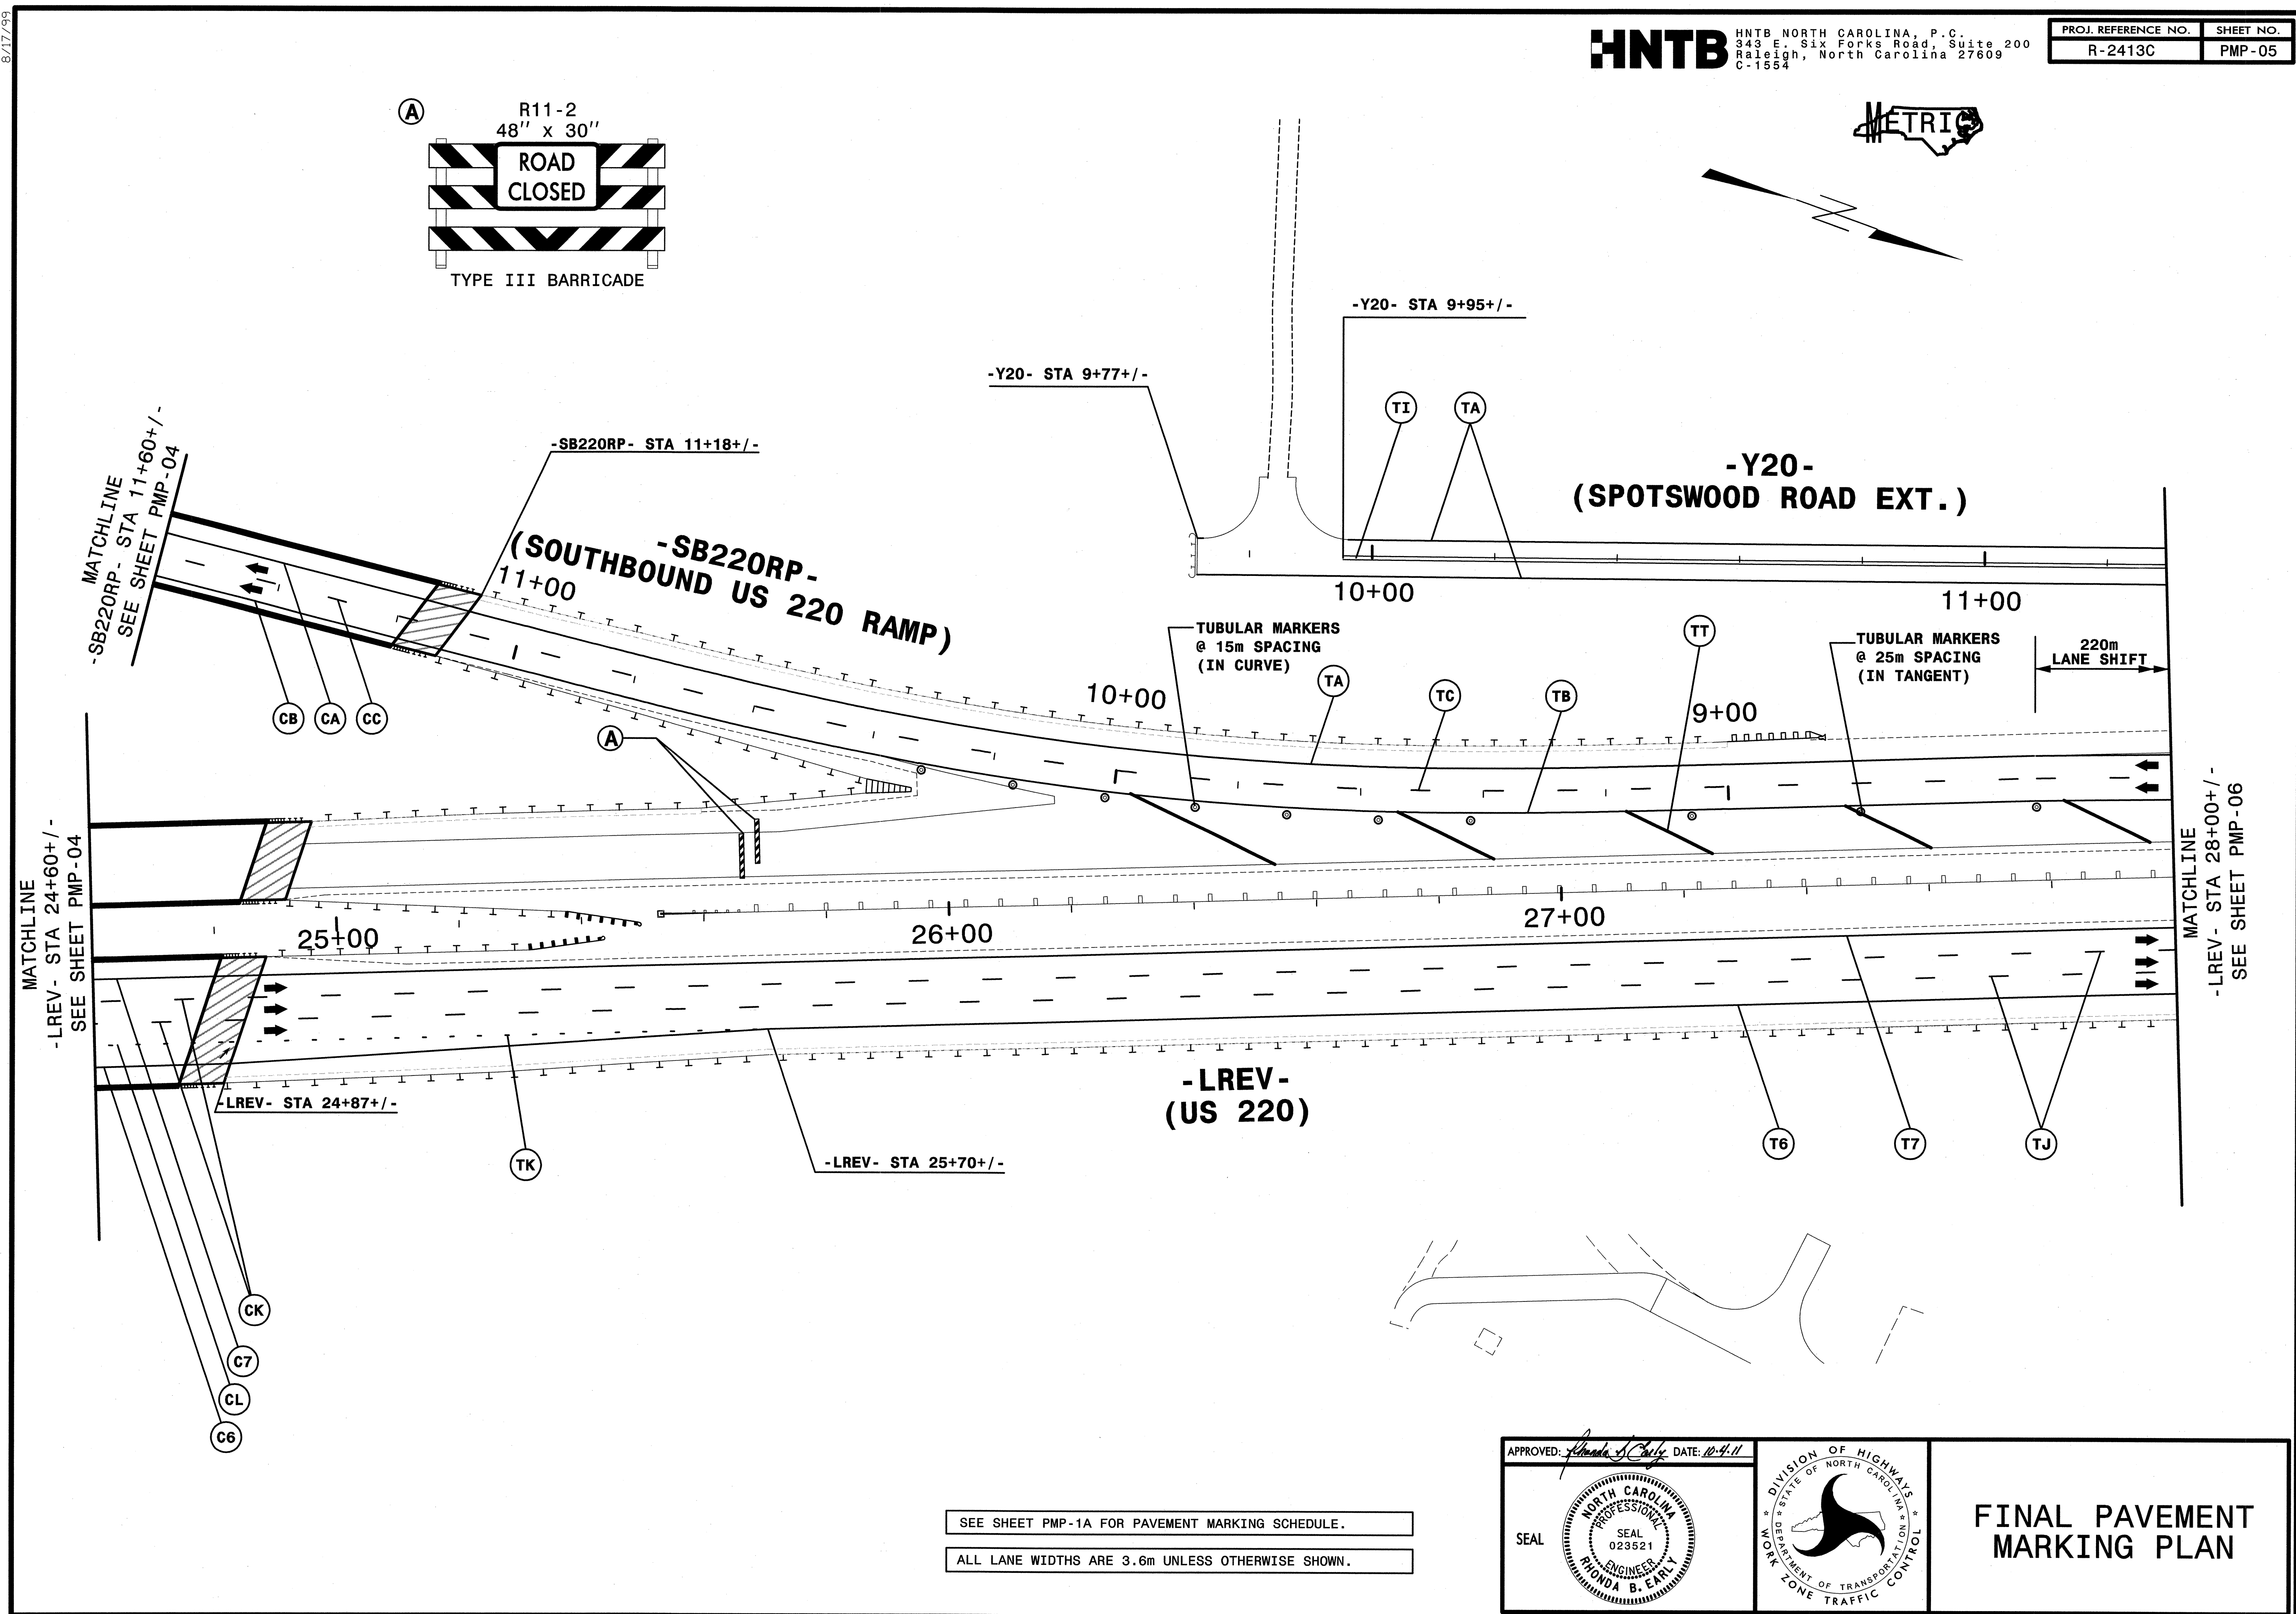 8/17/99
HNTB
HNTB NORTH CAROLINA, P.C.
343 E. Six Forks Road, Suite 200
Raleigh, North Carolina 27609
C-1554
PROJ. REFERENCE NO.
SHEET NO.
R-2413C
PMP-05
METRIC
A
R11-2
48" x 30"
ROAD
CLOSED
TYPE III BARRICADE
-Y20- STA 9+95+/-
-Y20- STA 9+77+/-
TI
TA
-Y20-
(SPOTSWOOD ROAD EXT.)
10+00
11+00
MATCHLINE
-SB220RP- STA 11+60+/-
SEE SHEET PMP-04
-SB220RP- STA 11+18+/-
-SB220RP-
(SOUTHBOUND US 220 RAMP)
11+00
10+00
9+00
TUBULAR MARKERS
@ 15m SPACING
(IN CURVE)
TA
TC
TB
TT
TUBULAR MARKERS
@ 25m SPACING
(IN TANGENT)
220m
LANE SHIFT
CB
CA
CC
A
MATCHLINE
-LREV- STA 24+60+/-
SEE SHEET PMP-04
25+00
26+00
27+00
MATCHLINE
-LREV- STA 28+00+/-
SEE SHEET PMP-06
-LREV- STA 24+87+/-
-LREV-
(US 220)
TK
-LREV- STA 25+70+/-
T6
T7
TJ
CK
C7
CL
C6
SEE SHEET PMP-1A FOR PAVEMENT MARKING SCHEDULE.
ALL LANE WIDTHS ARE 3.6m UNLESS OTHERWISE SHOWN.
APPROVED:
DATE: 10.4.11
SEAL
NORTH CAROLINA
PROFESSIONAL
SEAL
023521
ENGINEER
RHONDA B. EARLY
DIVISION OF HIGHWAYS
STATE OF NORTH CAROLINA
DEPARTMENT OF TRANSPORTATION
WORK ZONE TRAFFIC CONTROL
FINAL PAVEMENT
MARKING PLAN